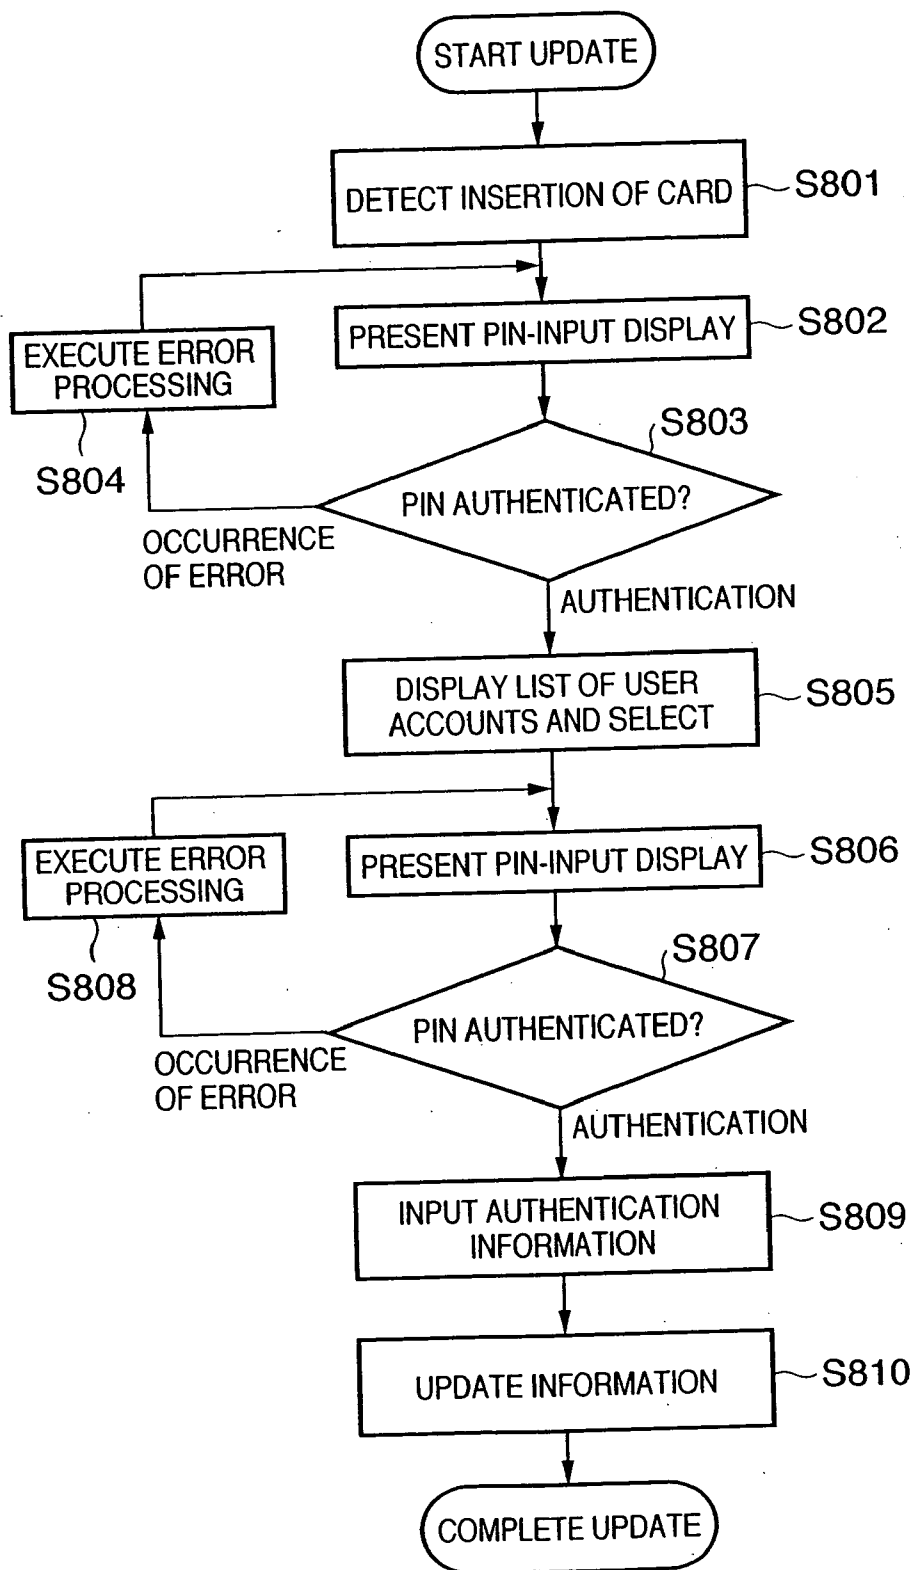 START UPDATE
DETECT INSERTION OF CARD
S801
PRESENT PIN-INPUT DISPLAY
S802
EXECUTE ERROR
PROCESSING
S804
S803
PIN AUTHENTICATED?
OCCURRENCE
OF ERROR
AUTHENTICATION
DISPLAY LIST OF USER
ACCOUNTS AND SELECT
S805
PRESENT PIN-INPUT DISPLAY
S806
EXECUTE ERROR
PROCESSING
S808
S807
PIN AUTHENTICATED?
OCCURRENCE
OF ERROR
AUTHENTICATION
INPUT AUTHENTICATION
INFORMATION
S809
UPDATE INFORMATION
S810
COMPLETE UPDATE